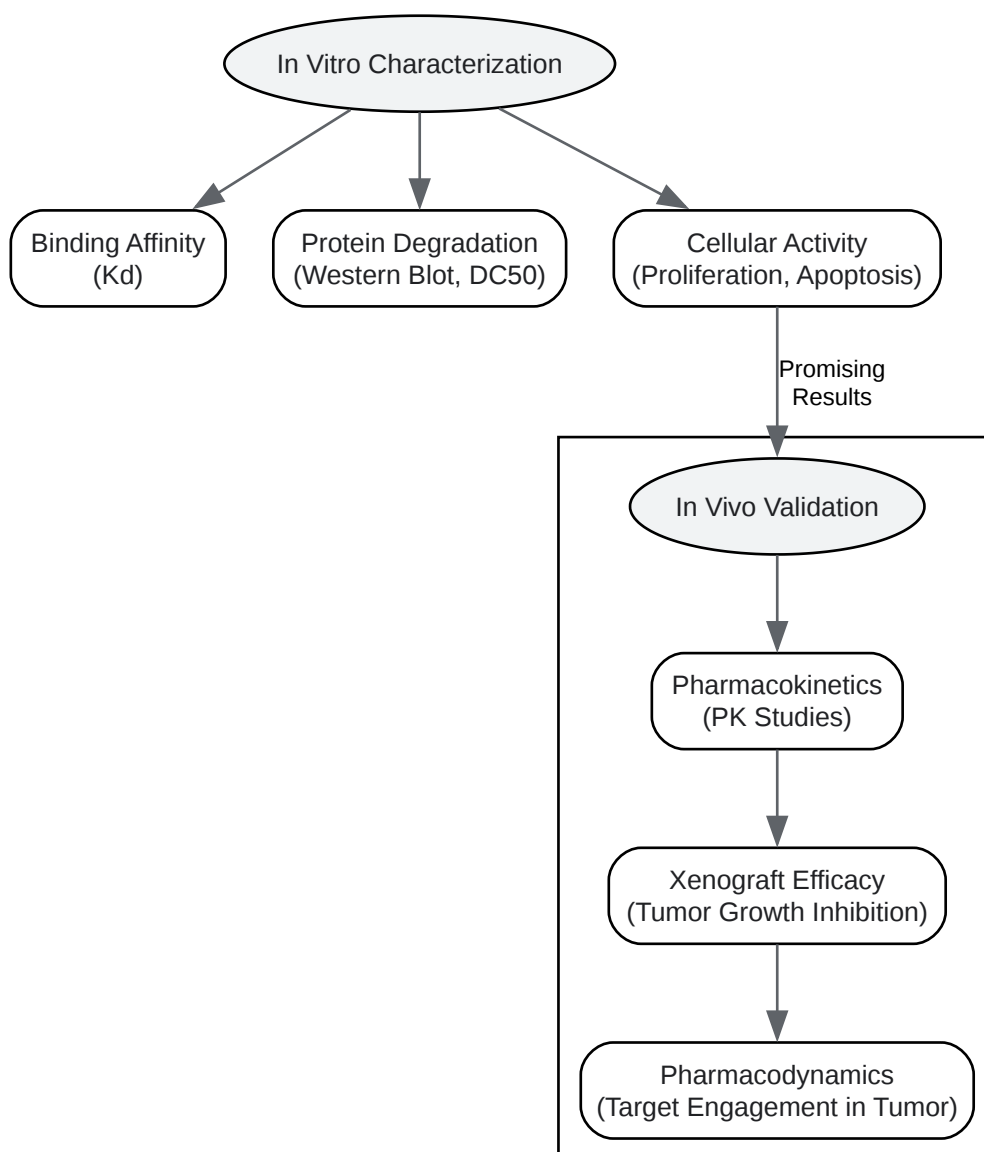 In Vitro Characterization
Binding Affinity
(Kd)
Protein Degradation
(Western Blot, DC50)
Cellular Activity
(Proliferation, Apoptosis)
Promising
Results
In Vivo Validation
Pharmacokinetics
(PK Studies)
Xenograft Efficacy
(Tumor Growth Inhibition)
Pharmacodynamics
(Target Engagement in Tumor)